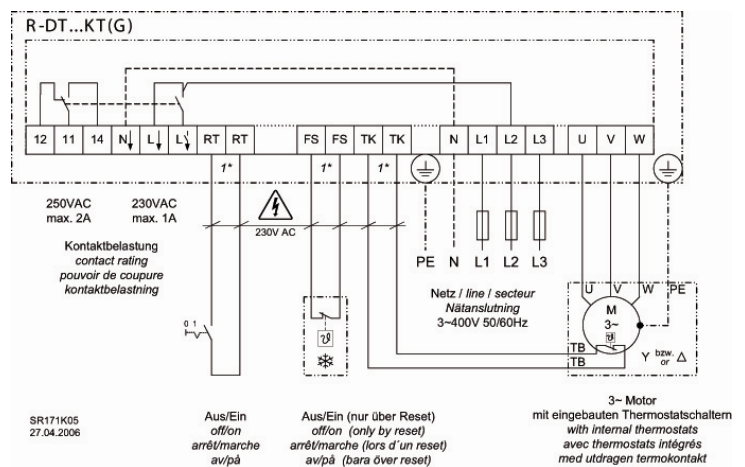 R-DT...KT(G)
12 11 14 N L L RT RT FS FS TK TK N L1 L2 L3 U V W
1* 1* 1*
250VAC
max. 2A
230VAC
max. 1A
230V AC
Kontaktbelastung
contact rating
pouvoir de coupure
kontaktbelastning
PE N L1 L2 L3
Netz / line / secteur
Nätanslutning
3~400V 50/60Hz
U V W PE
M
3~
ϑ
TB
TB
Y bzw. or Δ
0 1
ϑ
SR171K05
27.04.2006
Aus/Ein
off/on
arrêt/marche
av/på
Aus/Ein (nur über Reset)
off/on (only by reset)
arrêt/marche (lors d´un reset)
av/på (bara över reset)
3~ Motor
mit eingebauten Thermostatschaltern
with internal thermostats
avec thermostats intégrés
med utdragen termokontakt